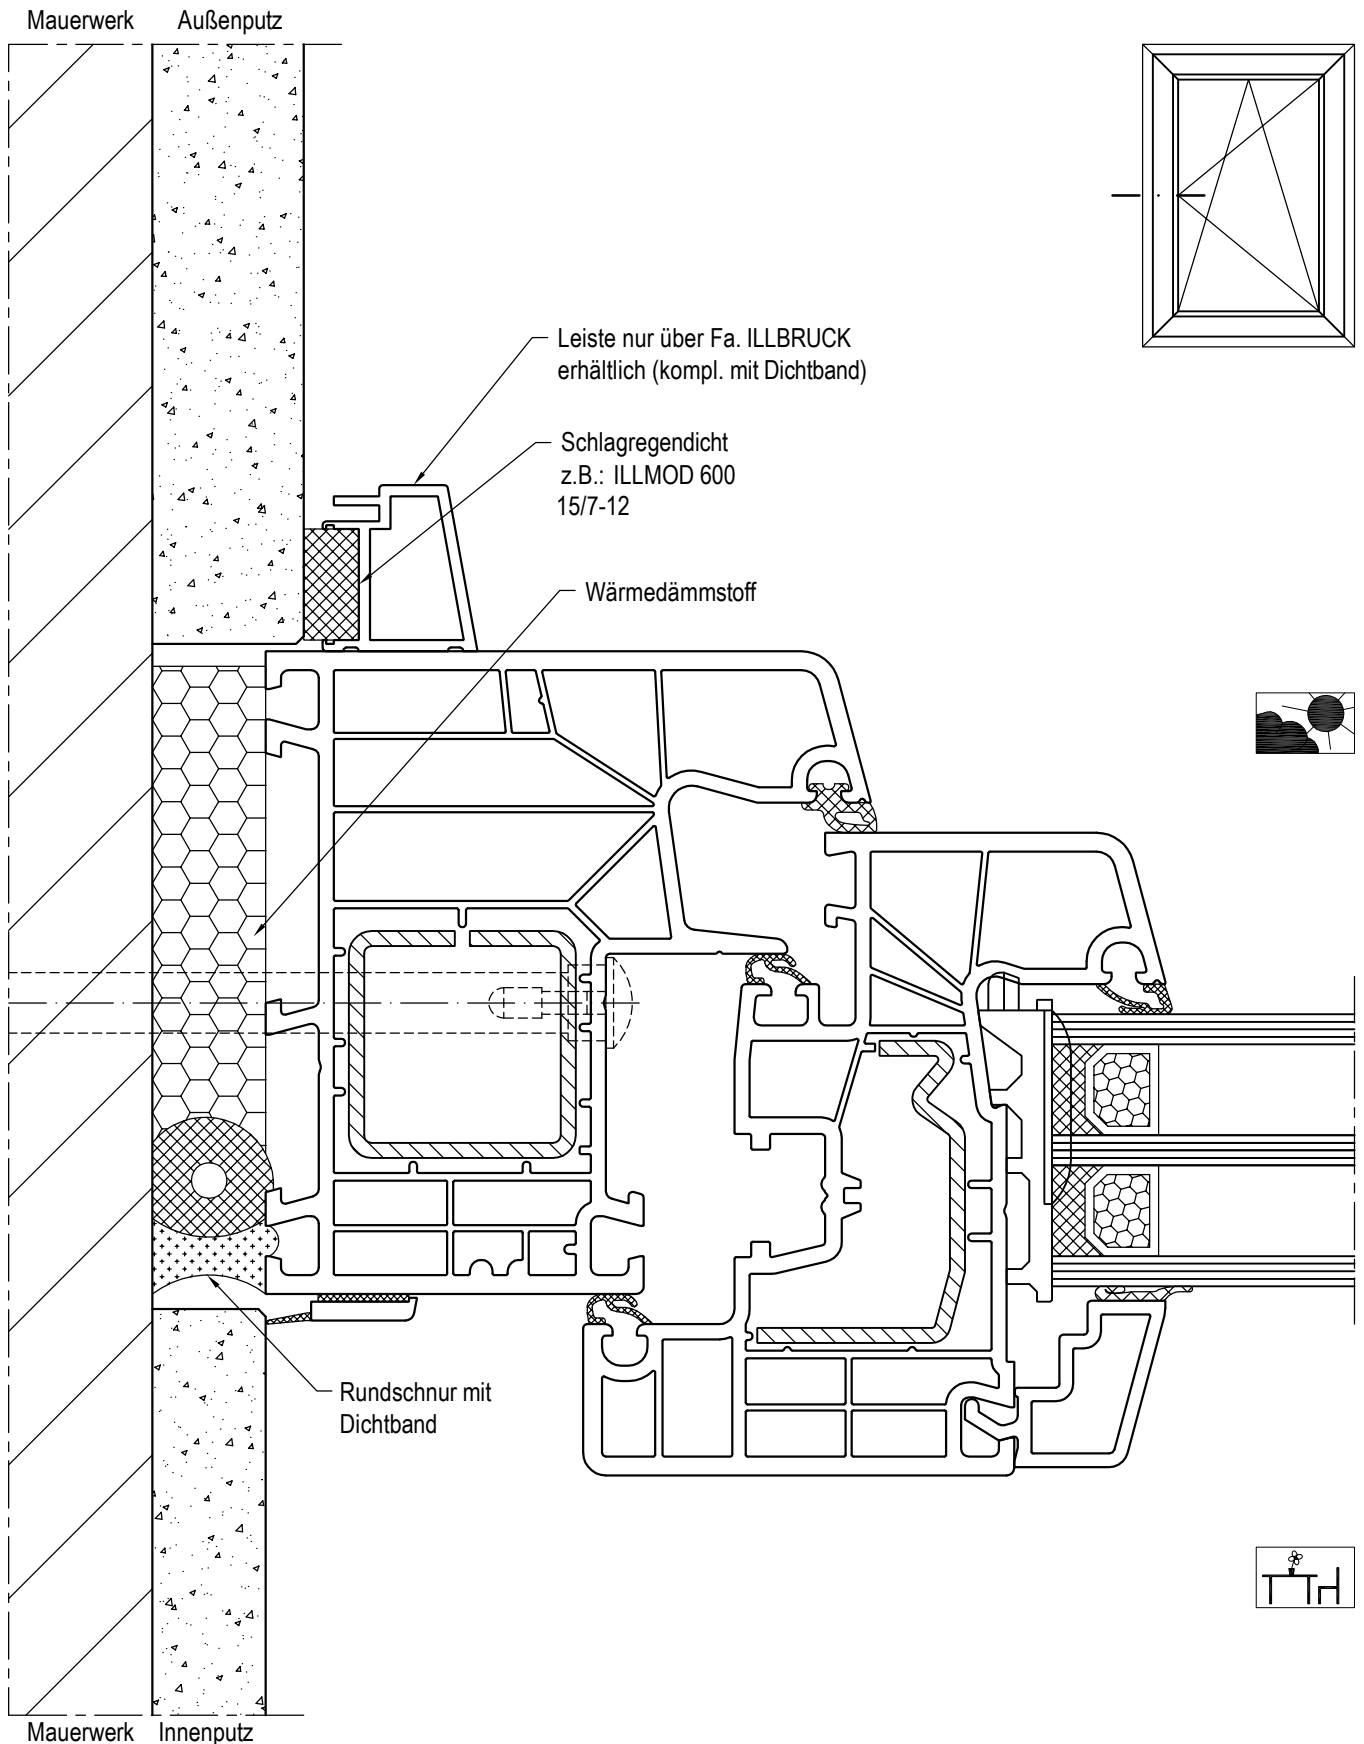 Mauerwerk Außenputz
Leiste nur über Fa. ILLBRUCK
erhältlich (kompl. mit Dichtband)
Schlagregendicht
z.B.: ILLMOD 600
15/7-12
Wärmedämmstoff
Rundschnur mit
Dichtband
Mauerwerk Innenputz